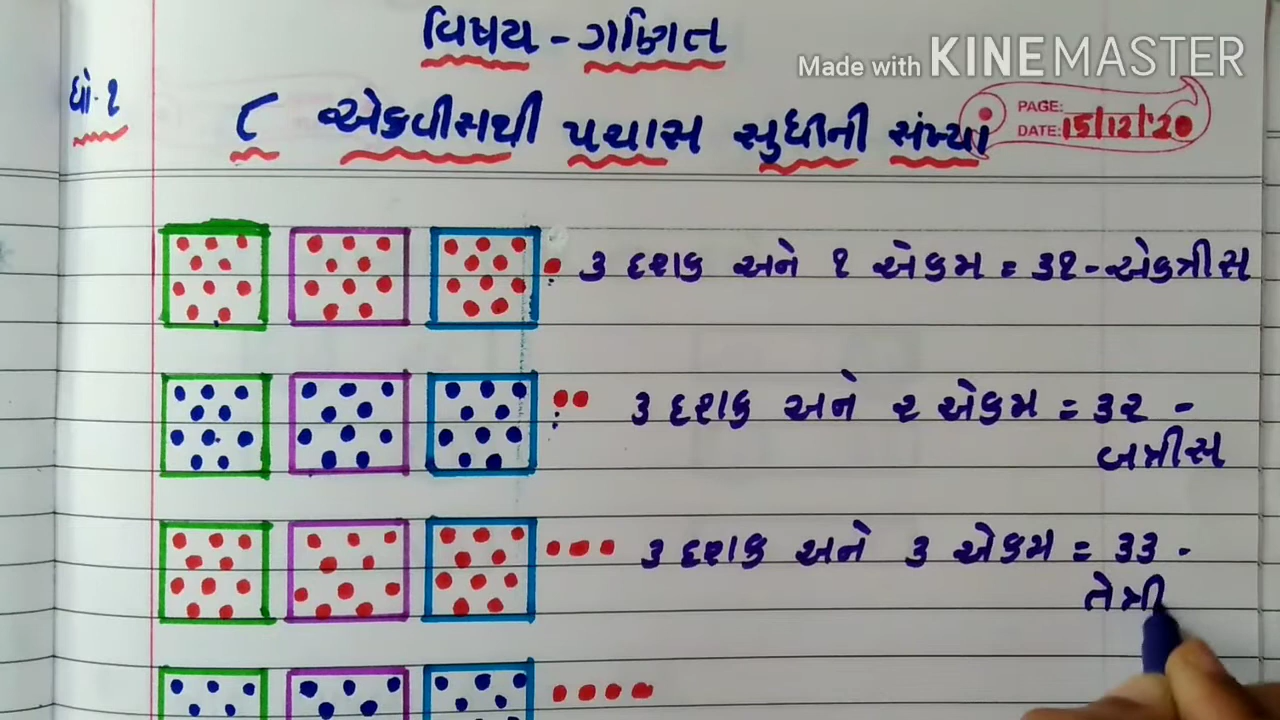 વિષય - ગણિત
Made with KINEMASTER
ધો-૧
૮ એકવીસથી પચાસ સુધીની સંખ્યા
PAGE:
DATE: 15/12/'20
૩ દશક અને ૧ એકમ = ૩૧ - એકત્રીસ
૩ દશક અને ૨ એકમ = ૩૨ -
બત્રીસ
૩ દશક અને ૩ એકમ = ૩૩ -
તેત્રી